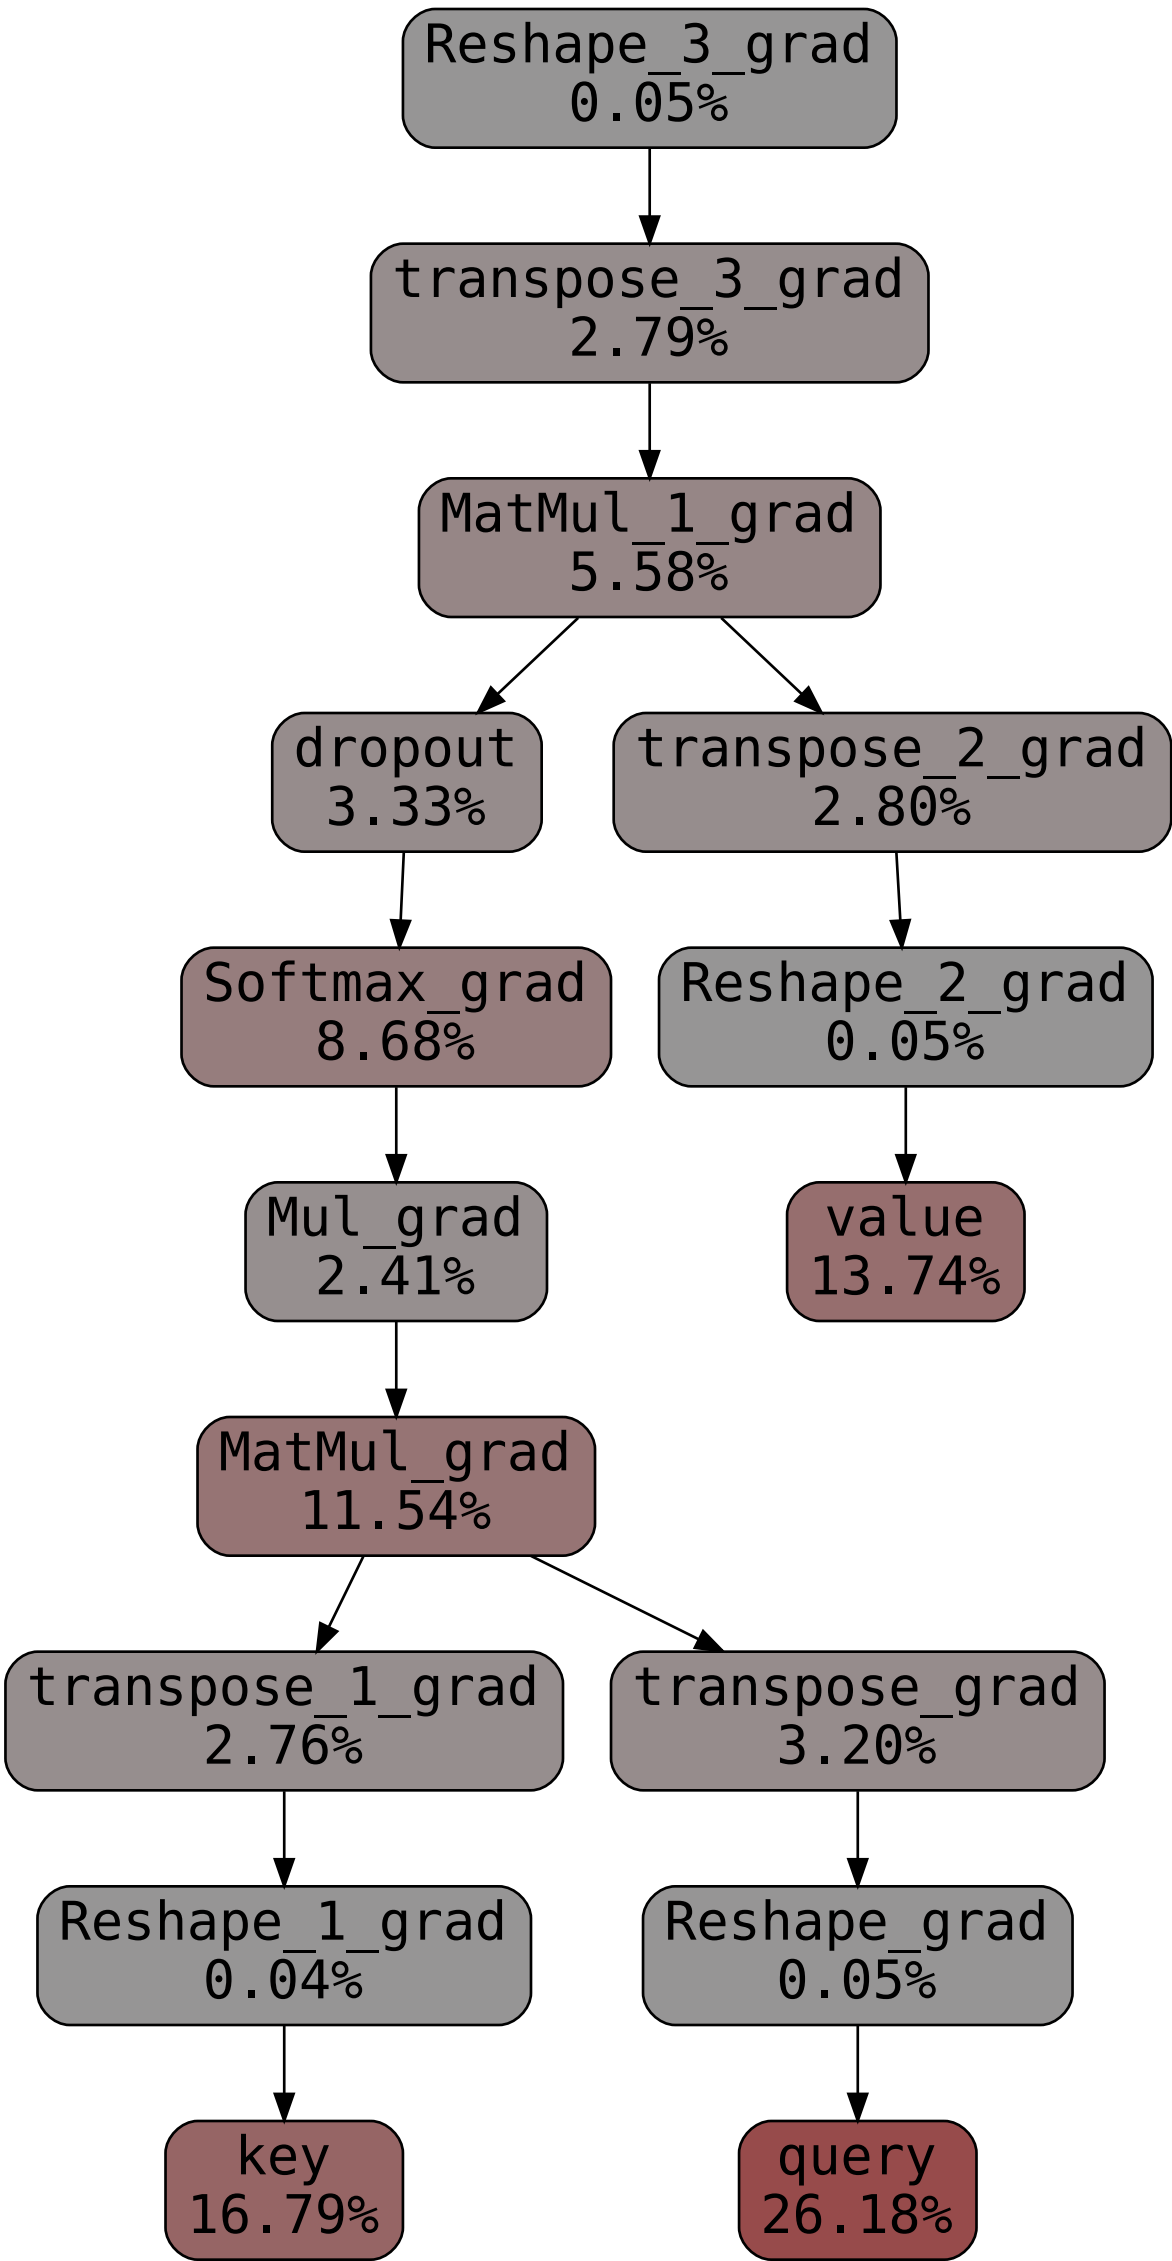 Reshape_3_grad
0.05%
transpose_3_grad
2.79%
MatMul_1_grad
5.58%
dropout
3.33%
transpose_2_grad
2.80%
Softmax_grad
8.68%
Reshape_2_grad
0.05%
Mul_grad
2.41%
value
13.74%
MatMul_grad
11.54%
transpose_1_grad
2.76%
transpose_grad
3.20%
Reshape_1_grad
0.04%
Reshape_grad
0.05%
key
16.79%
query
26.18%